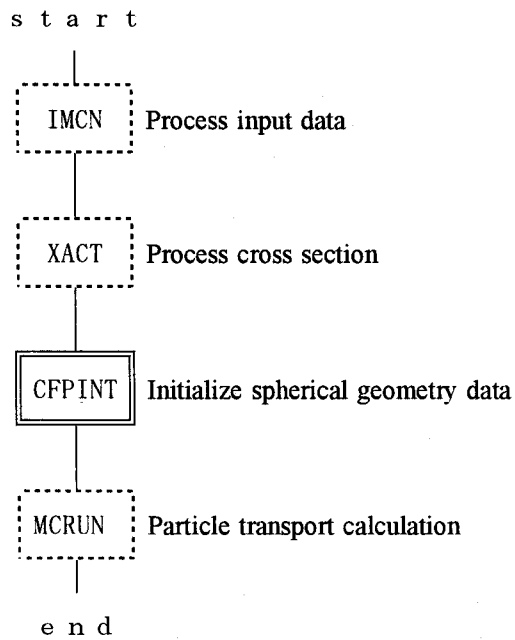 start
IMCN Process input data
XACT Process cross section
CFPINT Initialize spherical geometry data
MCRUN Particle transport calculation
end